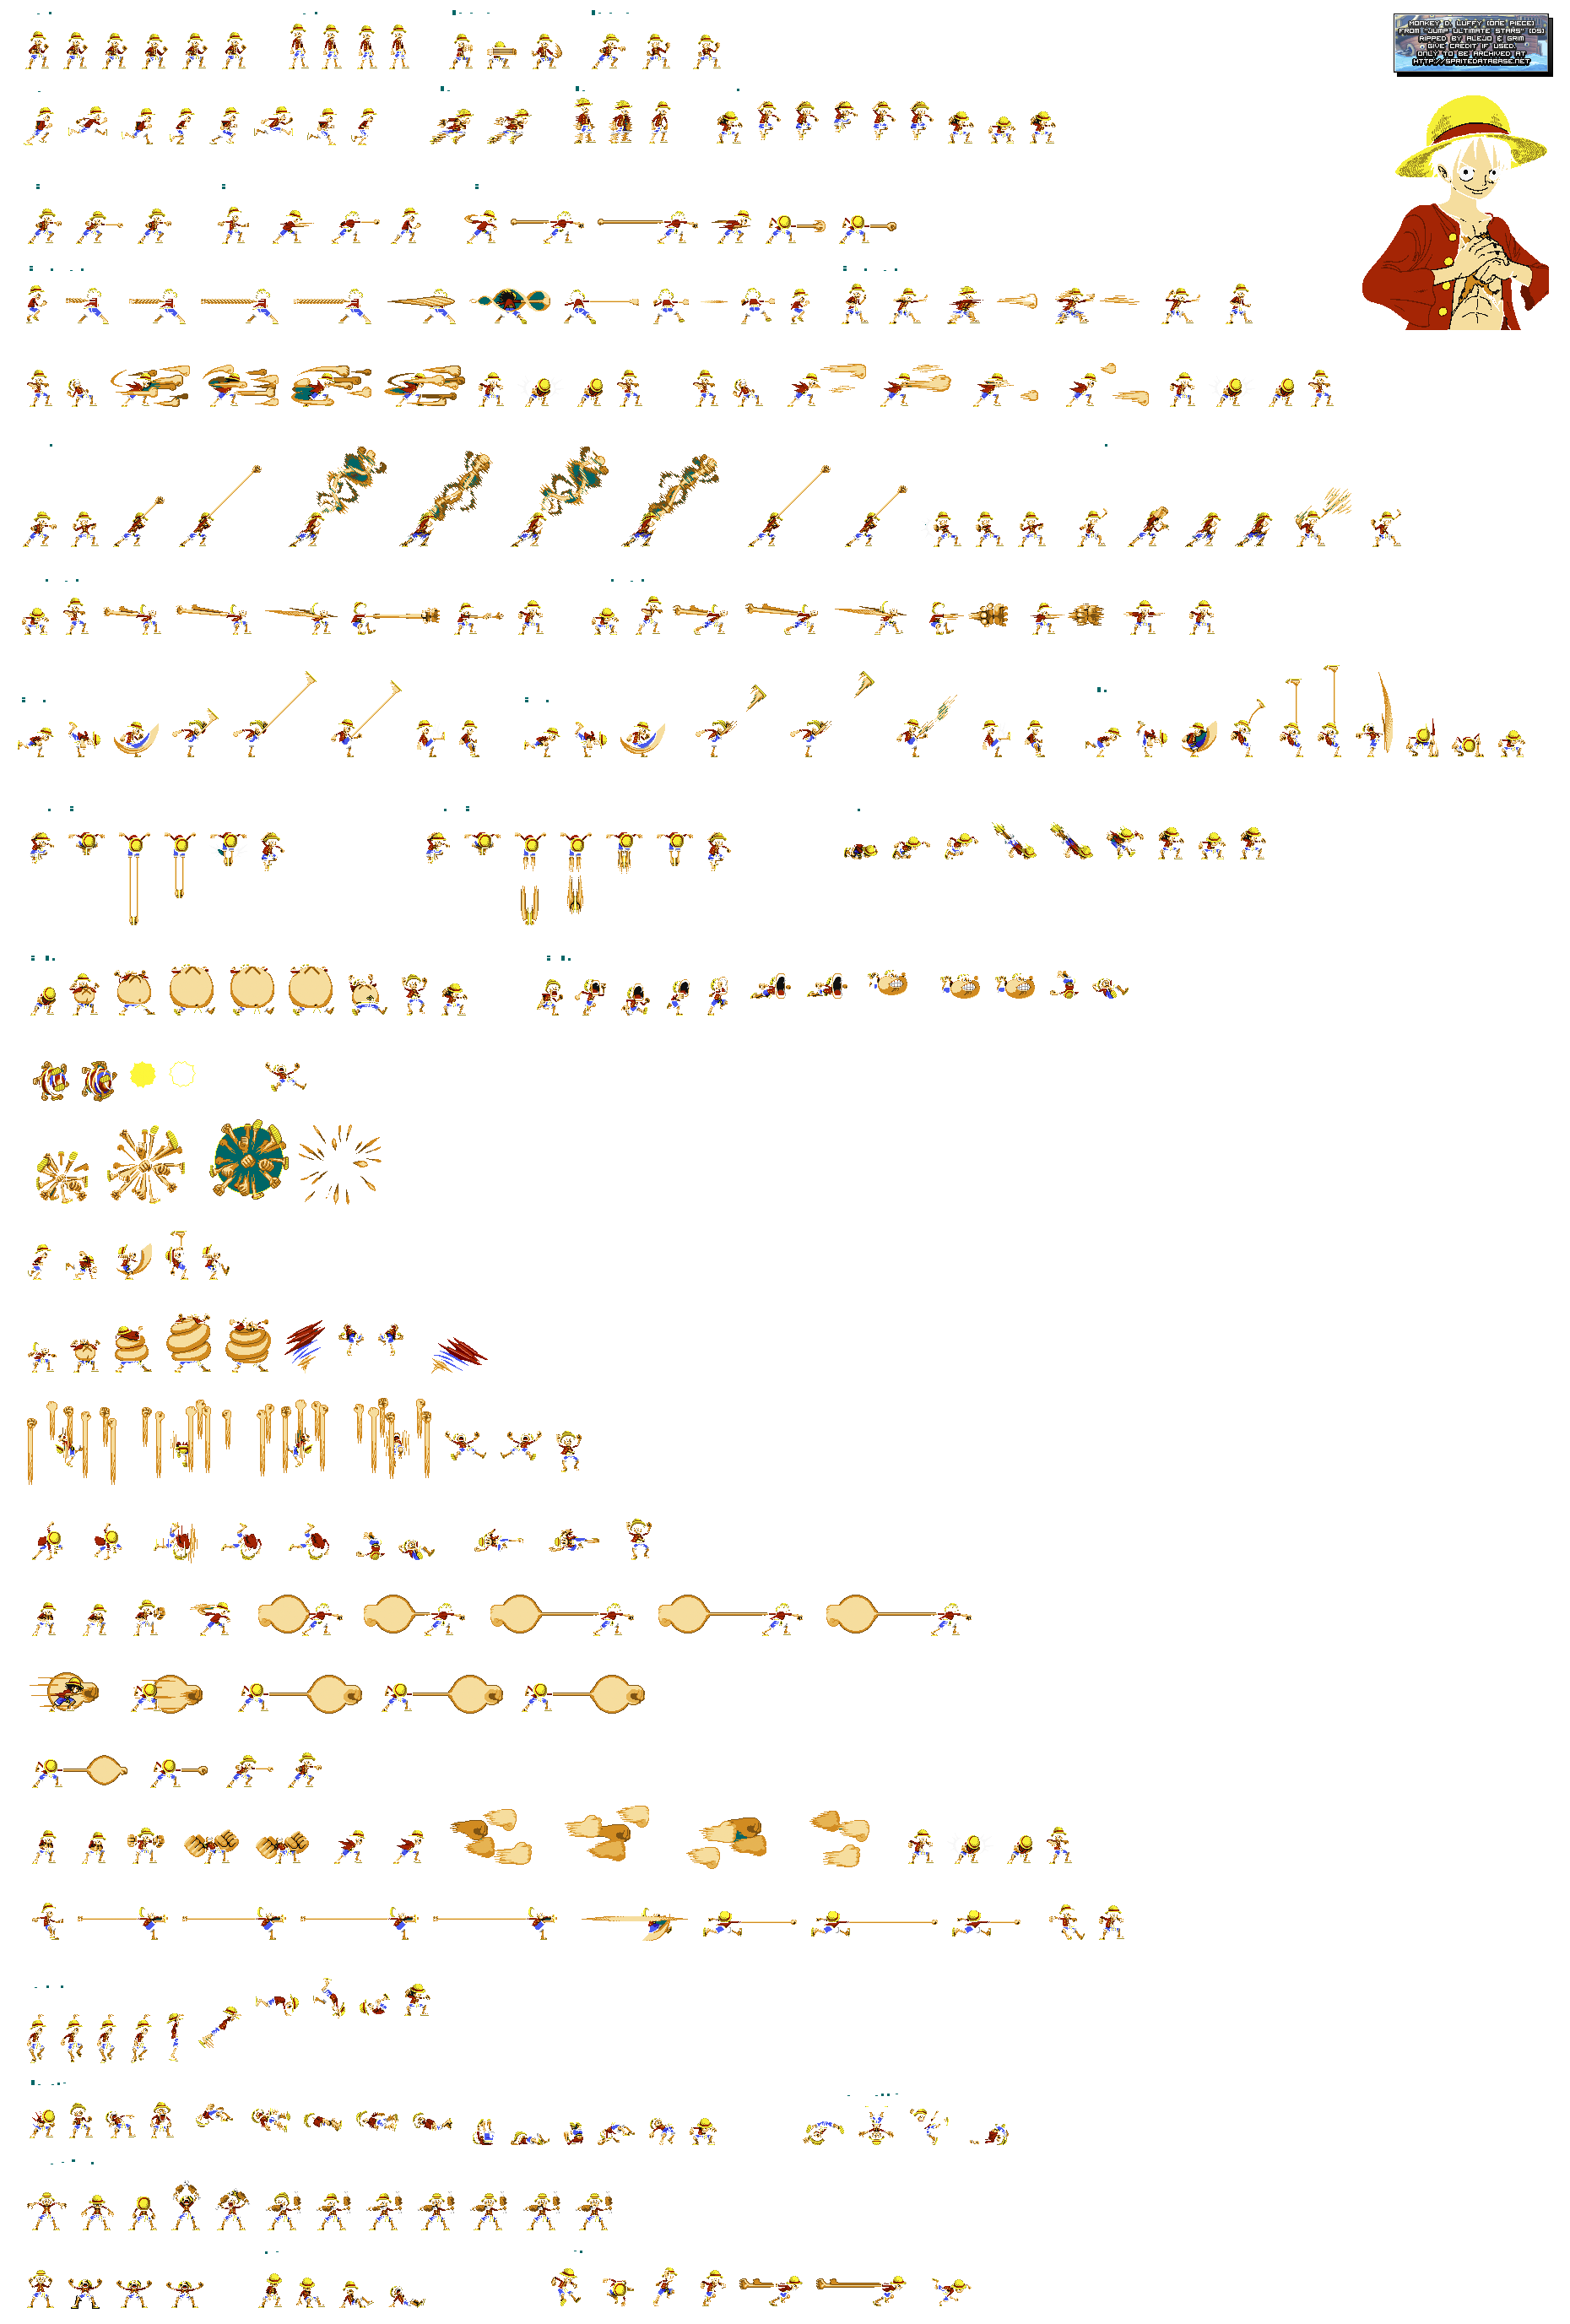 MONKEY D. LUFFY (ONE PIECE)
FROM "JUMP ULTIMATE STARS" (DS)
RIPPED BY ALEJO & GRIM
GIVE CREDIT IF USED.
ONLY TO BE ARCHIVED AT
HTTP://SPRITEDATABASE.NET